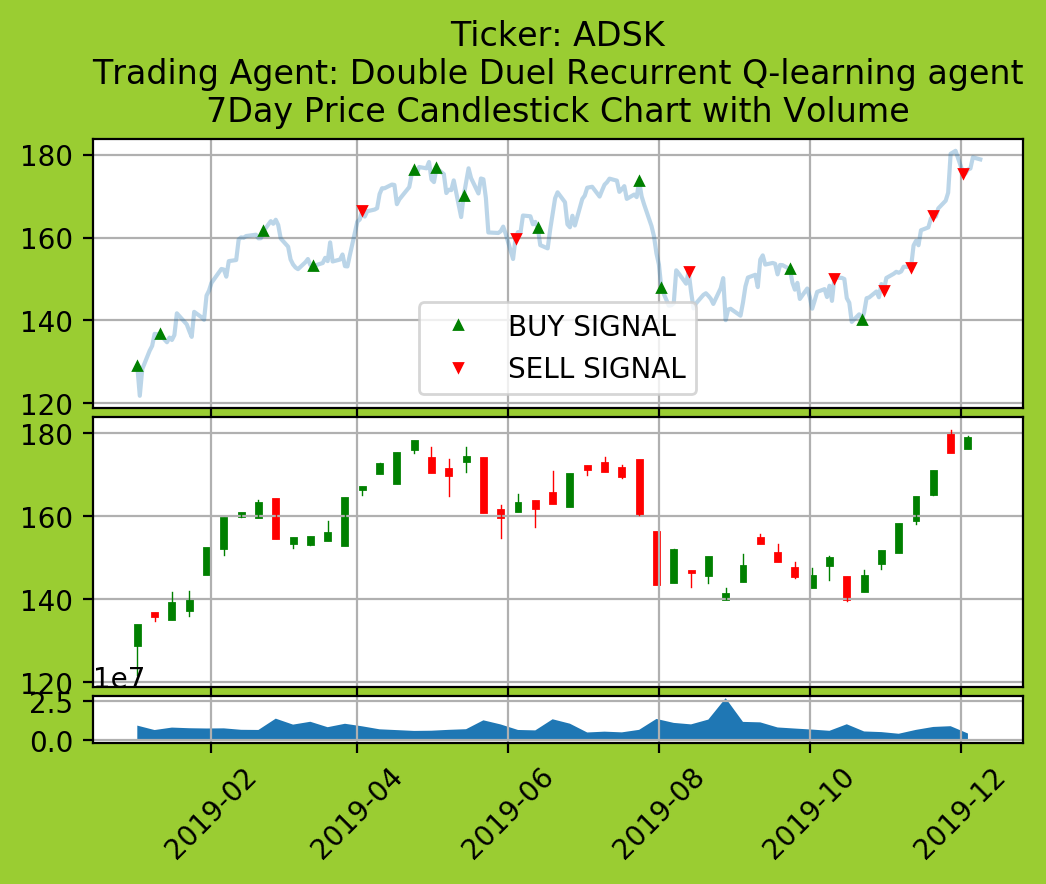 Ticker: ADSK
Trading Agent: Double Duel Recurrent Q-learning agent
7Day Price Candlestick Chart with Volume
180
160
140
120
BUY SIGNAL
SELL SIGNAL
180
160
140
120
1e7
2.5
0.0
2019-02
2019-04
2019-06
2019-08
2019-10
2019-12